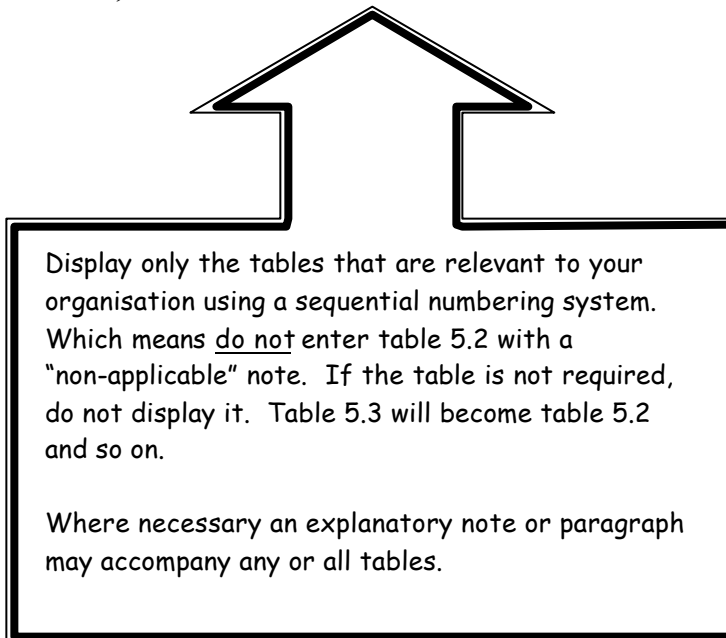 Display only the tables that are relevant to your
organisation using a sequential numbering system.
Which means do not enter table 5.2 with a
“non-applicable” note.  If the table is not required,
do not display it.  Table 5.3 will become table 5.2
and so on.
Where necessary an explanatory note or paragraph
may accompany any or all tables.